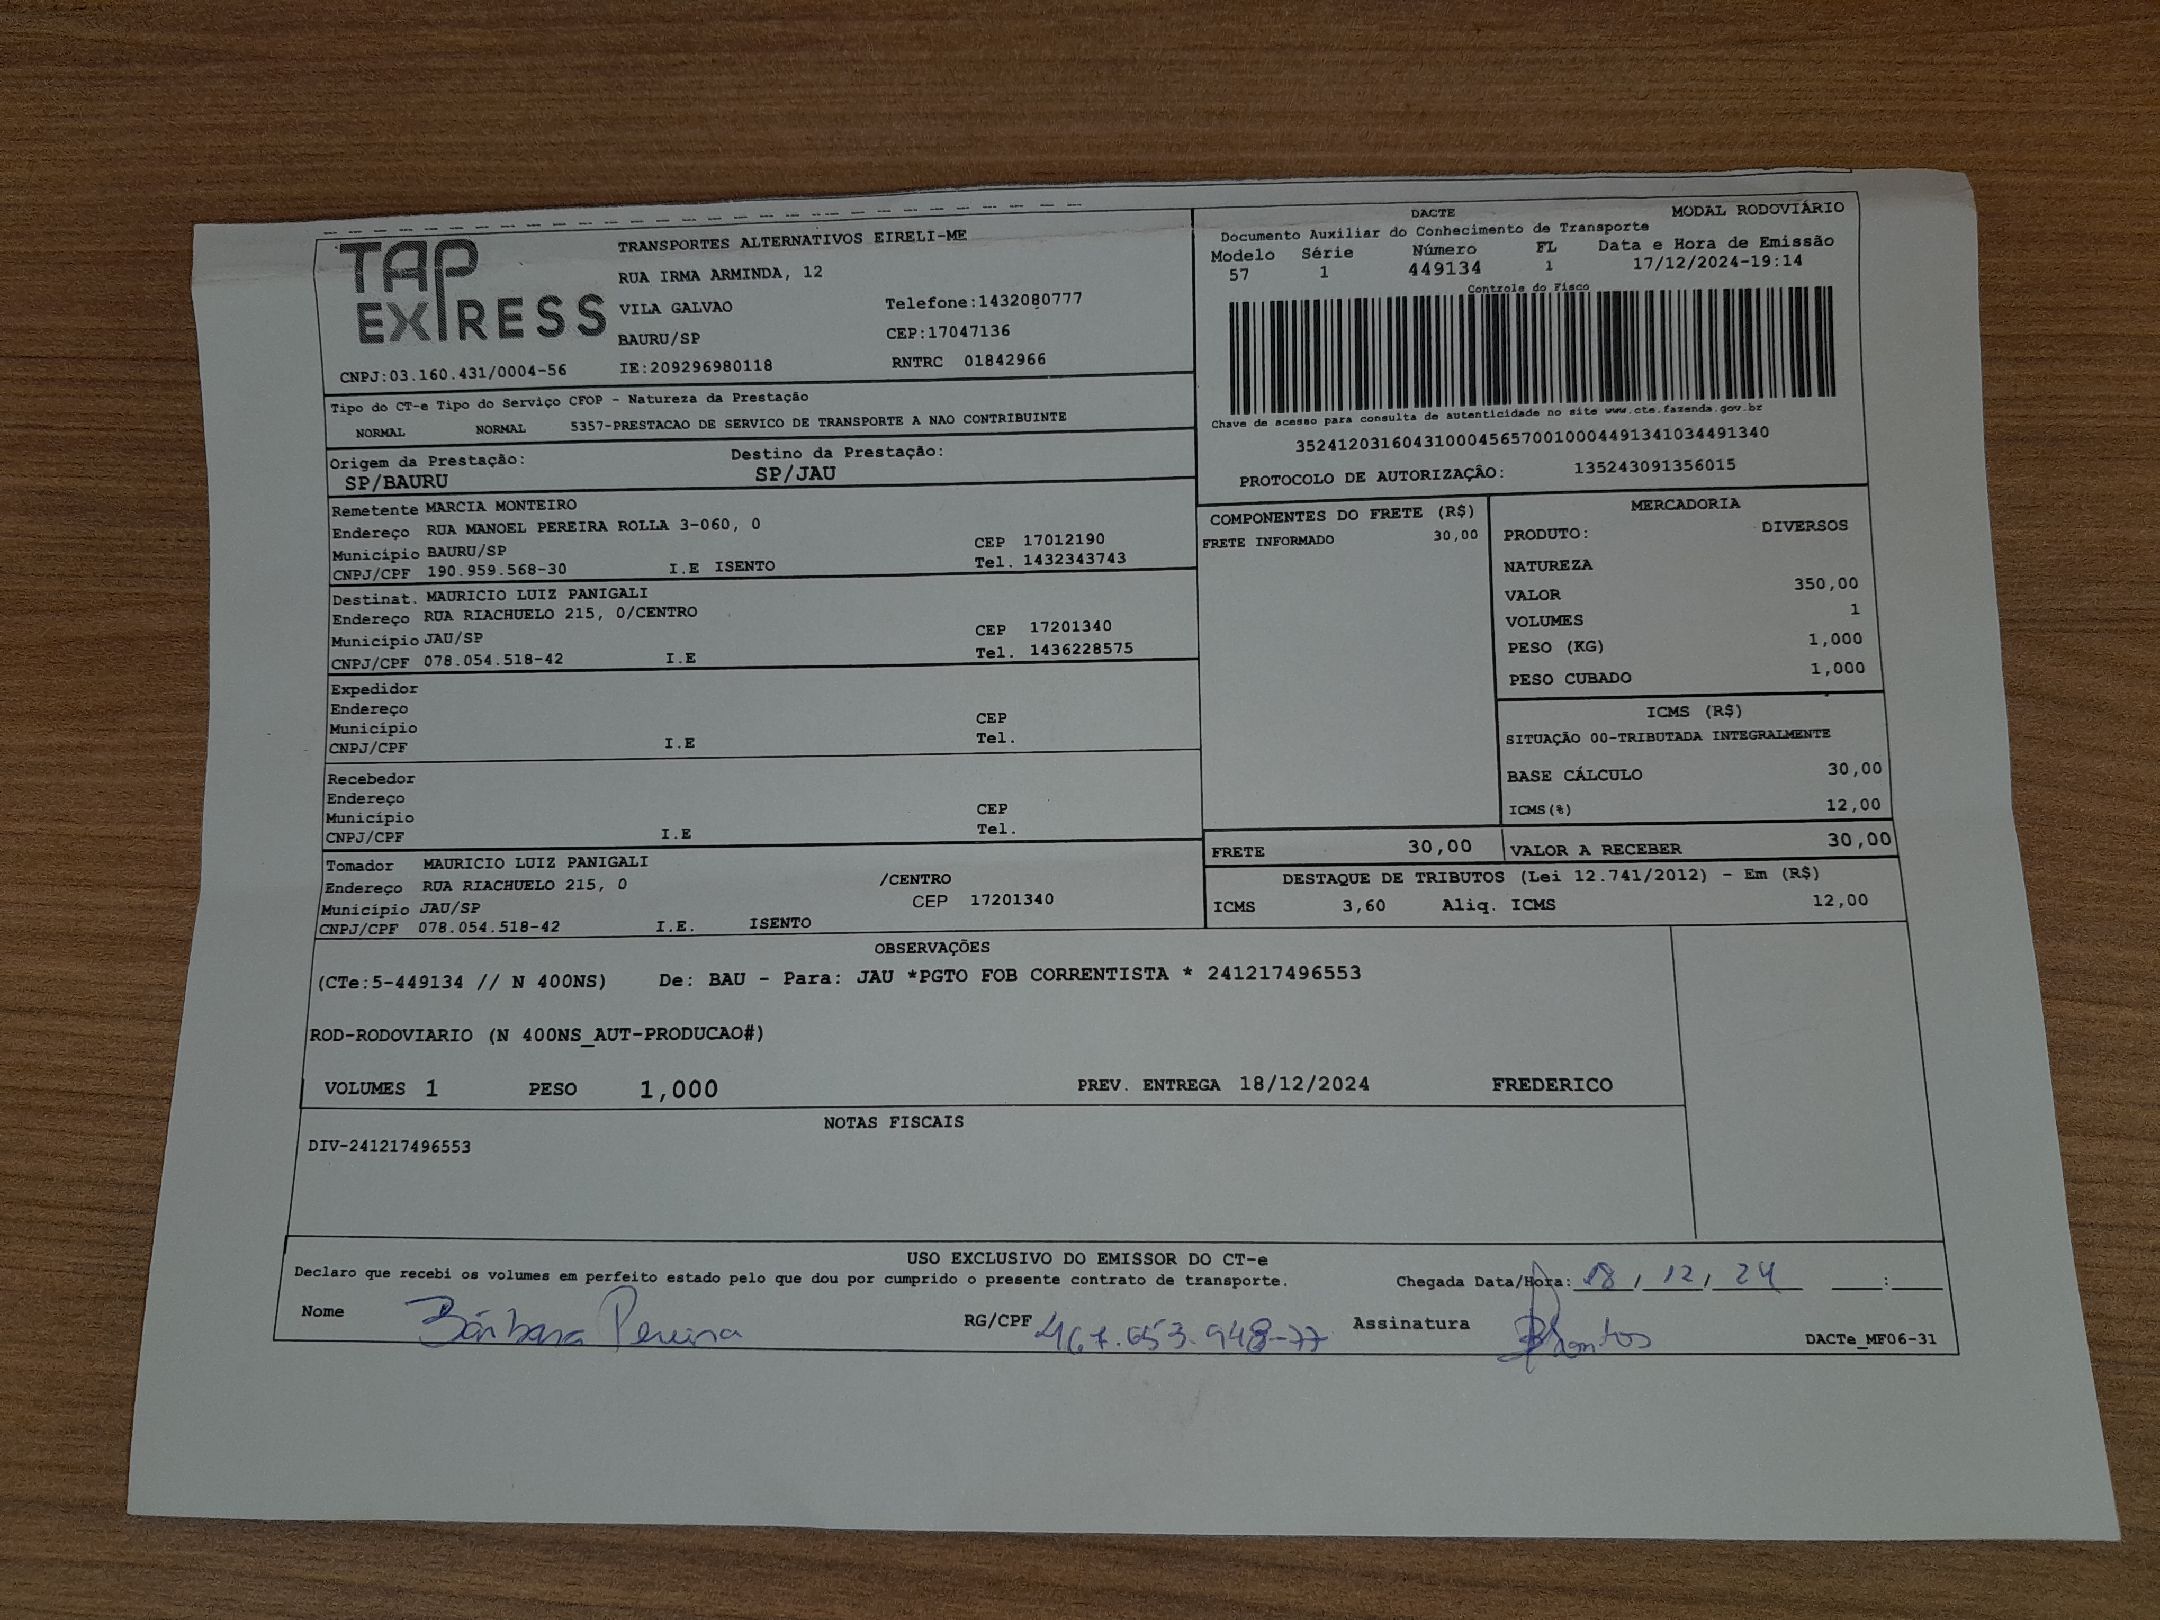 TAP EXPRESS
TRANSPORTES ALTERNATIVOS EIRELI-ME
RUA IRMA ARMINDA, 12
VILA GALVAO Telefone:1432080777
BAURU/SP CEP:17047136
CNPJ:03.160.431/0004-56 IE:209296980118 RNTRC 01842966
DACTE MODAL RODOVIÁRIO
Documento Auxiliar do Conhecimento de Transporte
Modelo Série Número FL Data e Hora de Emissão
57 1 449134 1 17/12/2024-19:14
Controle do Fisco
Chave de acesso para consulta de autenticidade no site www.cte.fazenda.gov.br
35241203160431000456570010004491341034491340
PROTOCOLO DE AUTORIZAÇÃO: 135243091356015
Tipo do CT-e Tipo do Serviço CFOP - Natureza da Prestação
NORMAL NORMAL 5357-PRESTACAO DE SERVICO DE TRANSPORTE A NAO CONTRIBUINTE
Origem da Prestação: Destino da Prestação:
SP/BAURU SP/JAU
Remetente MARCIA MONTEIRO
Endereço RUA MANOEL PEREIRA ROLLA 3-060, 0
Município BAURU/SP CEP 17012190
CNPJ/CPF 190.959.568-30 I.E ISENTO Tel. 1432343743
Destinat. MAURICIO LUIZ PANIGALI
Endereço RUA RIACHUELO 215, 0/CENTRO
Município JAU/SP CEP 17201340
CNPJ/CPF 078.054.518-42 I.E Tel. 1436228575
Expedidor
Endereço
Município CEP
CNPJ/CPF I.E Tel.
Recebedor
Endereço
Município CEP
CNPJ/CPF I.E Tel.
Tomador MAURICIO LUIZ PANIGALI
Endereço RUA RIACHUELO 215, 0 /CENTRO
Município JAU/SP CEP 17201340
CNPJ/CPF 078.054.518-42 I.E. ISENTO
COMPONENTES DO FRETE (R$)
FRETE INFORMADO 30,00
MERCADORIA
PRODUTO: DIVERSOS
NATUREZA
VALOR 350,00
VOLUMES 1
PESO (KG) 1,000
PESO CUBADO 1,000
ICMS (R$)
SITUAÇÃO 00-TRIBUTADA INTEGRALMENTE
BASE CÁLCULO 30,00
ICMS(%) 12,00
FRETE 30,00 VALOR A RECEBER 30,00
DESTAQUE DE TRIBUTOS (Lei 12.741/2012) - Em (R$)
ICMS 3,60 Aliq. ICMS 12,00
OBSERVAÇÕES
(CTe:5-449134 // N 400NS) De: BAU - Para: JAU *PGTO FOB CORRENTISTA * 241217496553
ROD-RODOVIARIO (N 400NS_AUT-PRODUCAO#)
VOLUMES 1 PESO 1,000 PREV. ENTREGA 18/12/2024 FREDERICO
NOTAS FISCAIS
DIV-241217496553
USO EXCLUSIVO DO EMISSOR DO CT-e
Declaro que recebi os volumes em perfeito estado pelo que dou por cumprido o presente contrato de transporte. Chegada Data/Hora: 18, 12, 24 :
Nome Bárbara Pereira RG/CPF 467.653.948-77 Assinatura BPSantos
DACTe_MF06-31